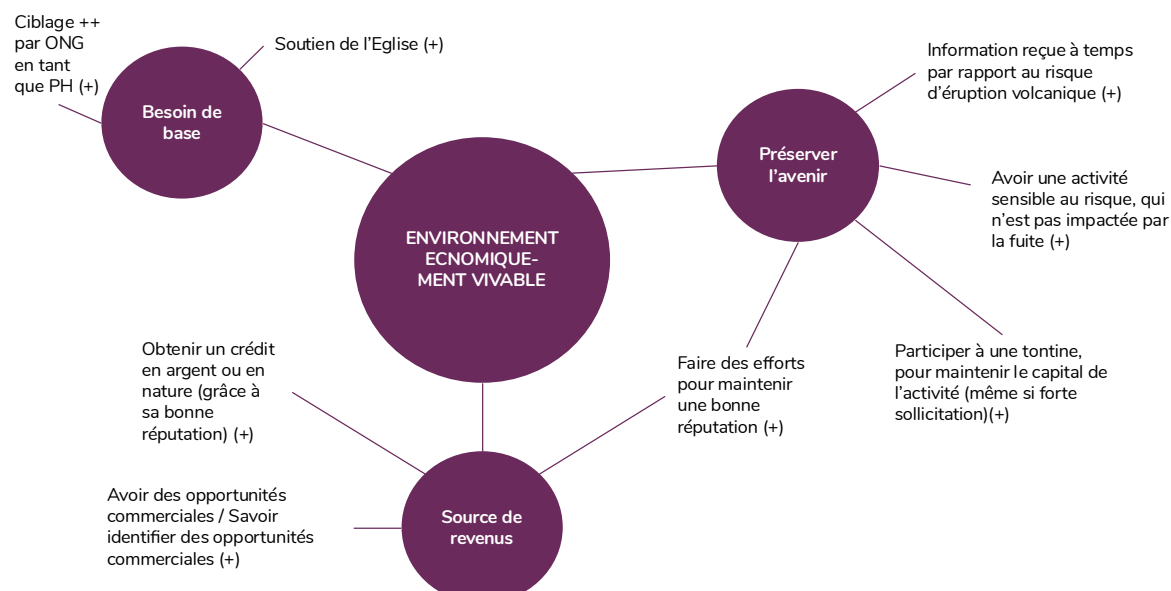 Ciblage ++
par ONG
en tant
que PH (+)
Soutien de l'Eglise (+)
Besoin de
base
Information reçue à temps
par rapport au risque
d'éruption volcanique (+)
Préserver
l'avenir
Avoir une activité
sensible au risque, qui
n'est pas impactée par
la fuite (+)
ENVIRONNEMENT
ECNOMIQUE-
MENT VIVABLE
Obtenir un crédit
en argent ou en
nature (grâce à
sa bonne
réputation) (+)
Faire des efforts
pour maintenir
une bonne
réputation (+)
Participer à une tontine,
pour maintenir le capital de
l'activité (même si forte
sollicitation)(+)
Avoir des opportunités
commerciales / Savoir
identifier des opportunités
commerciales (+)
Source de
revenus